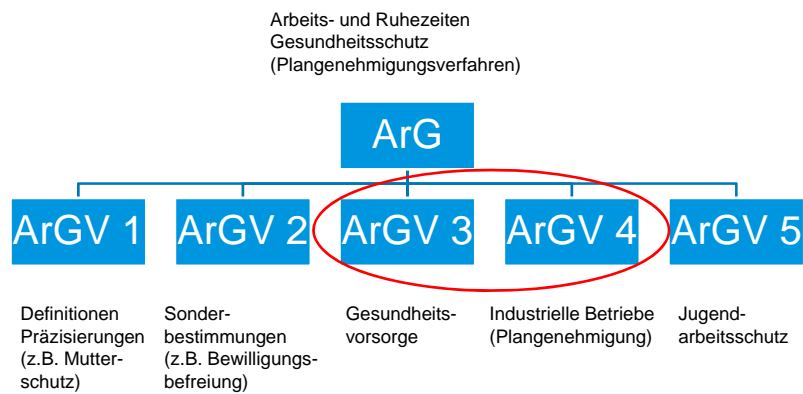 Arbeits- und Ruhezeiten
Gesundheitsschutz
(Plangenehmigungsverfahren)
ArG
ArGV 1
ArGV 2
ArGV 3
ArGV 4
ArGV 5
Definitionen
Präzisierungen
(z.B. Mutter-
schutz)
Sonder-
bestimmungen
(z.B. Bewilligungs-
befreiung)
Gesundheits-
vorsorge
Industrielle Betriebe
(Plangenehmigung)
Jugend-
arbeitsschutz